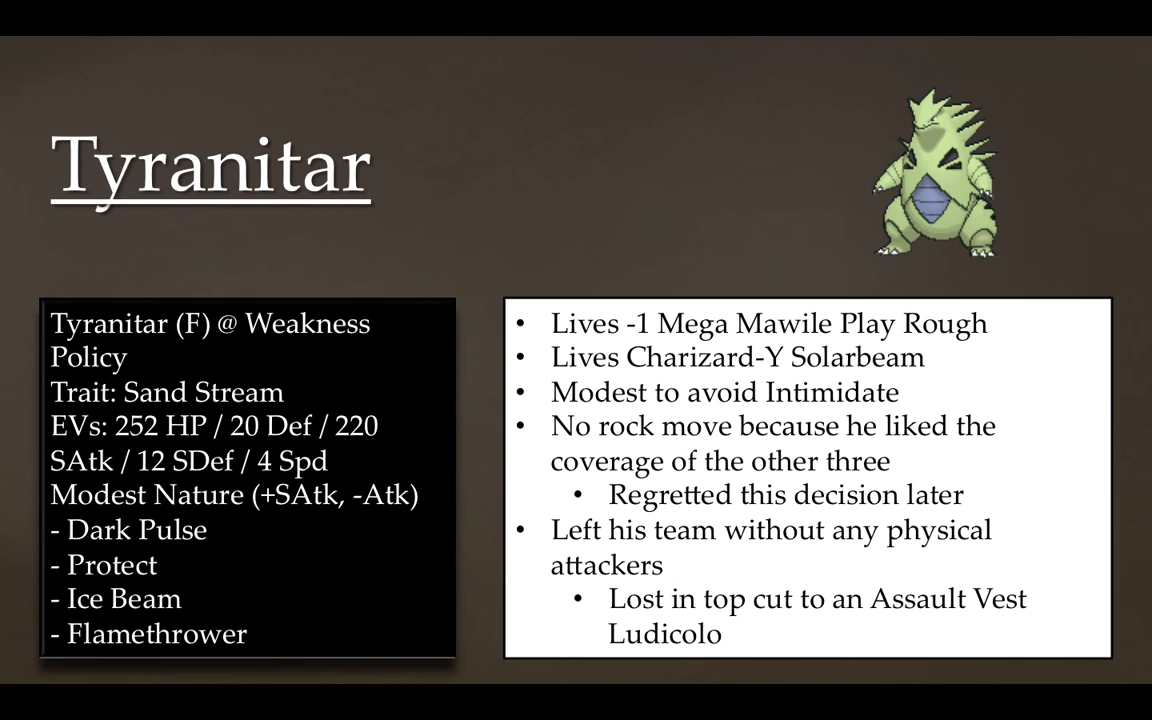 Tyranitar
Tyranitar (F) @ Weakness
Policy
Trait: Sand Stream
EVs: 252 HP / 20 Def / 220
SAtk / 12 SDef / 4 Spd
Modest Nature (+SAtk, -Atk)
- Dark Pulse
- Protect
- Ice Beam
- Flamethrower
• Lives -1 Mega Mawile Play Rough
• Lives Charizard-Y Solarbeam
• Modest to avoid Intimidate
• No rock move because he liked the
coverage of the other three
• Regretted this decision later
• Left his team without any physical
attackers
• Lost in top cut to an Assault Vest
Ludicolo